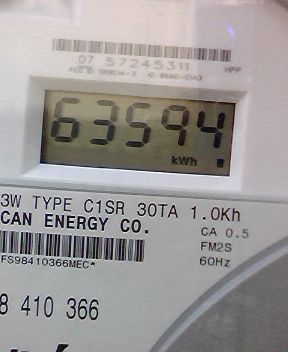 07 57245311 HPP
63594
kWh
3W TYPE C1SR 30TA 1.0Kh
CAN ENERGY CO.
CA 0.5
FM2S
FS98410366MEC*
60Hz
8 410 366